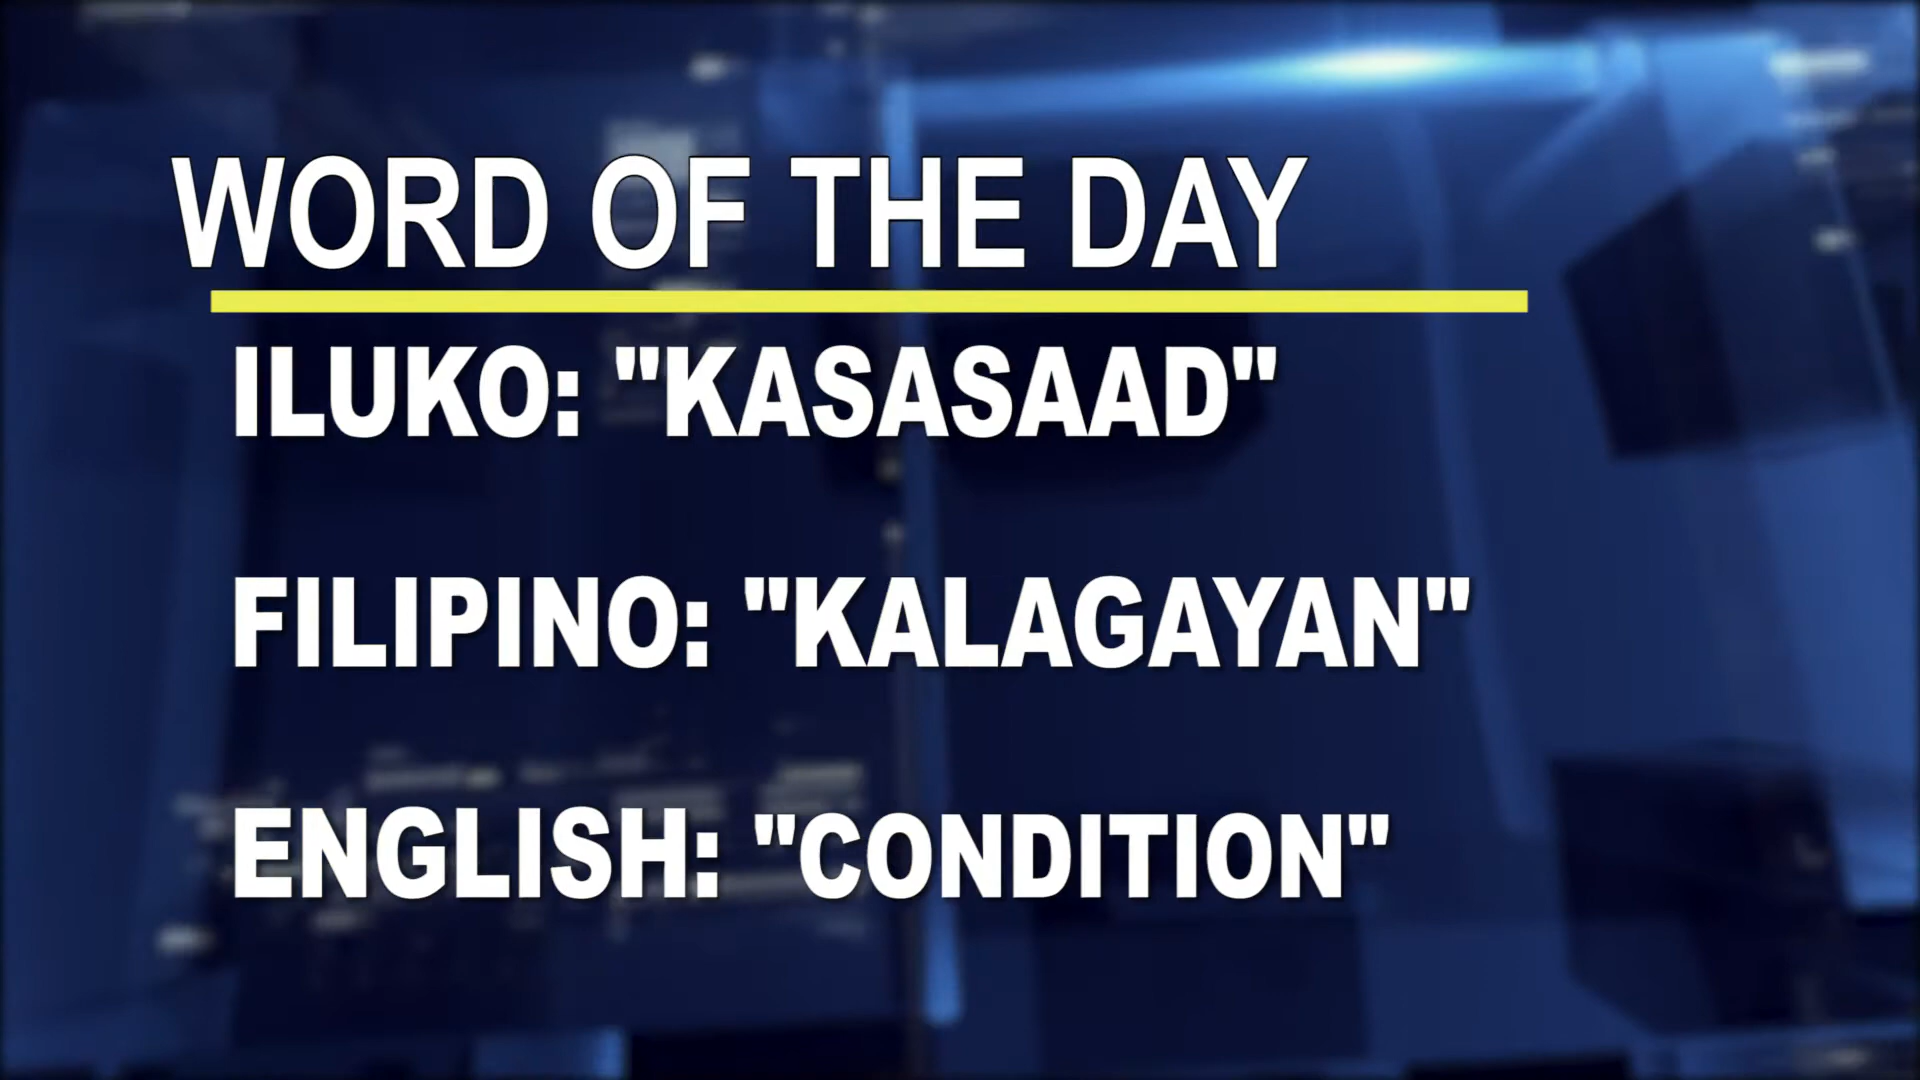 WORD OF THE DAY
ILUKO: "KASASAAD"
FILIPINO: "KALAGAYAN"
ENGLISH: "CONDITION"